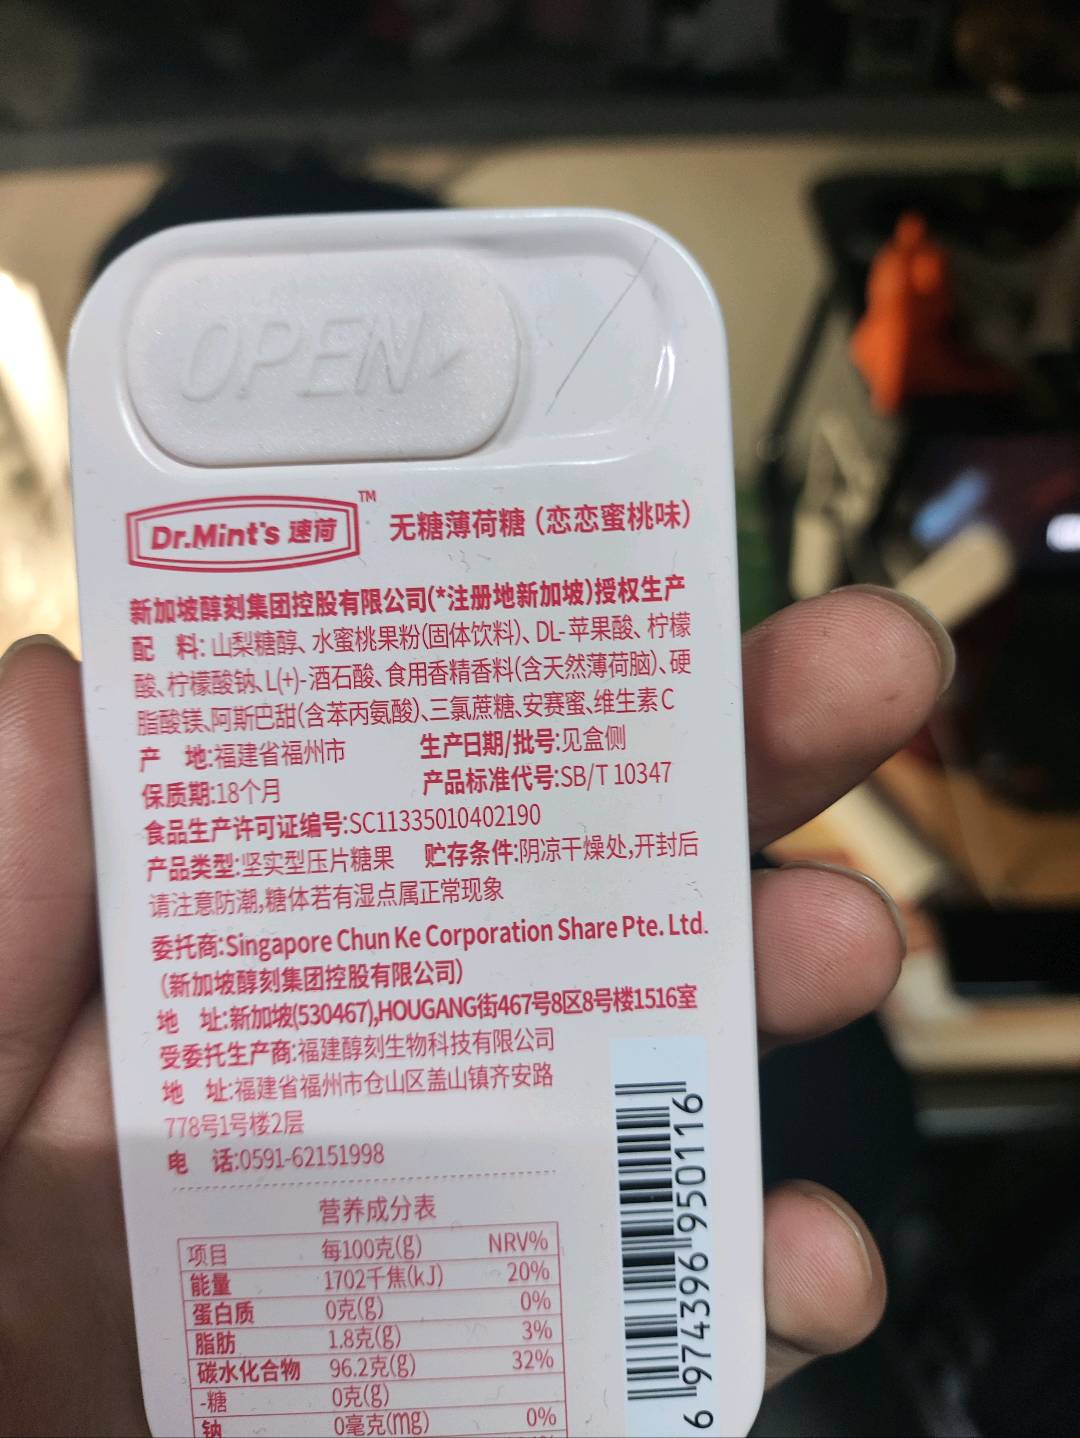 OPEN
Dr.Mint's 速荷 TM 无糖薄荷糖（恋恋蜜桃味）
新加坡醇刻集团控股有限公司(*注册地新加坡)授权生产
配 料:山梨糖醇、水蜜桃果粉(固体饮料)、DL-苹果酸、柠檬
酸、柠檬酸钠、L(+)-酒石酸、食用香精香料(含天然薄荷脑)、硬
脂酸镁、阿斯巴甜(含苯丙氨酸)、三氯蔗糖、安赛蜜、维生素C
产 地:福建省福州市 生产日期/批号:见盒侧
保质期:18个月 产品标准代号:SB/T 10347
食品生产许可证编号:SC11335010402190
产品类型:坚实型压片糖果 贮存条件:阴凉干燥处,开封后
请注意防潮,糖体若有湿点属正常现象
委托商:Singapore Chun Ke Corporation Share Pte. Ltd.
(新加坡醇刻集团控股有限公司)
地 址:新加坡(530467),HOUGANG街467号8区8号楼1516室
受委托生产商:福建醇刻生物科技有限公司
地 址:福建省福州市仓山区盖山镇齐安路
778号1号楼2层
电 话:0591-62151998
营养成分表
项目 每100克(g) NRV%
能量 1702千焦(kJ) 20%
蛋白质 0克(g) 0%
脂肪 1.8克(g) 3%
碳水化合物 96.2克(g) 32%
-糖 0克(g)
钠 0毫克(mg) 0%
6 974396 950116